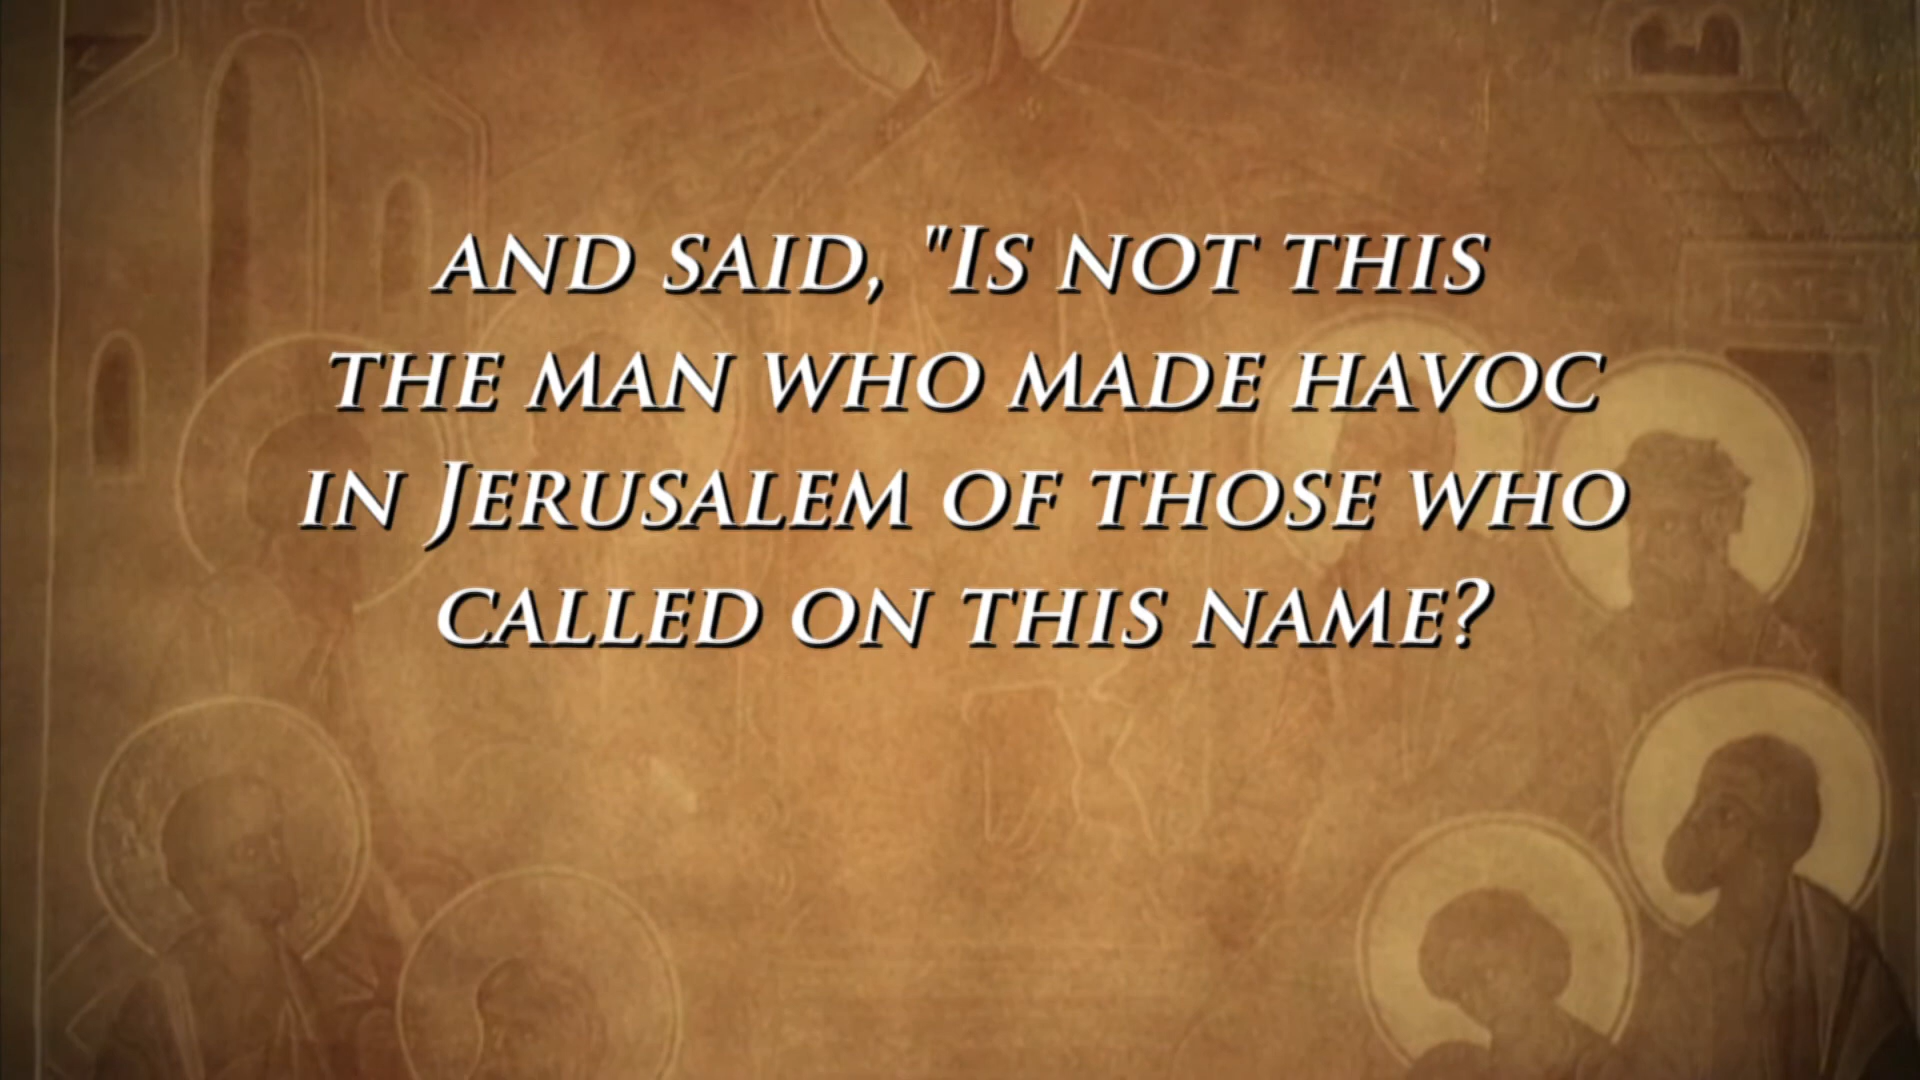 AND SAID, "IS NOT THIS
THE MAN WHO MADE HAVOC
IN JERUSALEM OF THOSE WHO
CALLED ON THIS NAME?